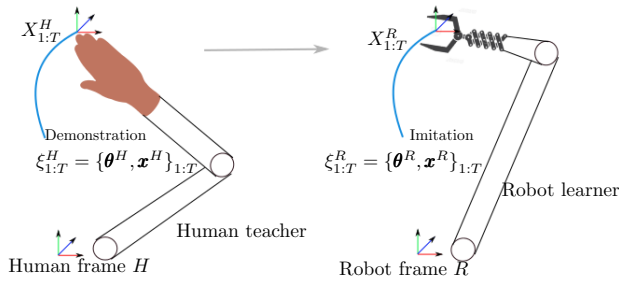 X^H_{1:T}
X^R_{1:T}
Demonstration
Imitation
ξ^H_{1:T} = {θ^H, x^H}_{1:T}
ξ^R_{1:T} = {θ^R, x^R}_{1:T}
Robot learner
Human teacher
Human frame H
Robot frame R